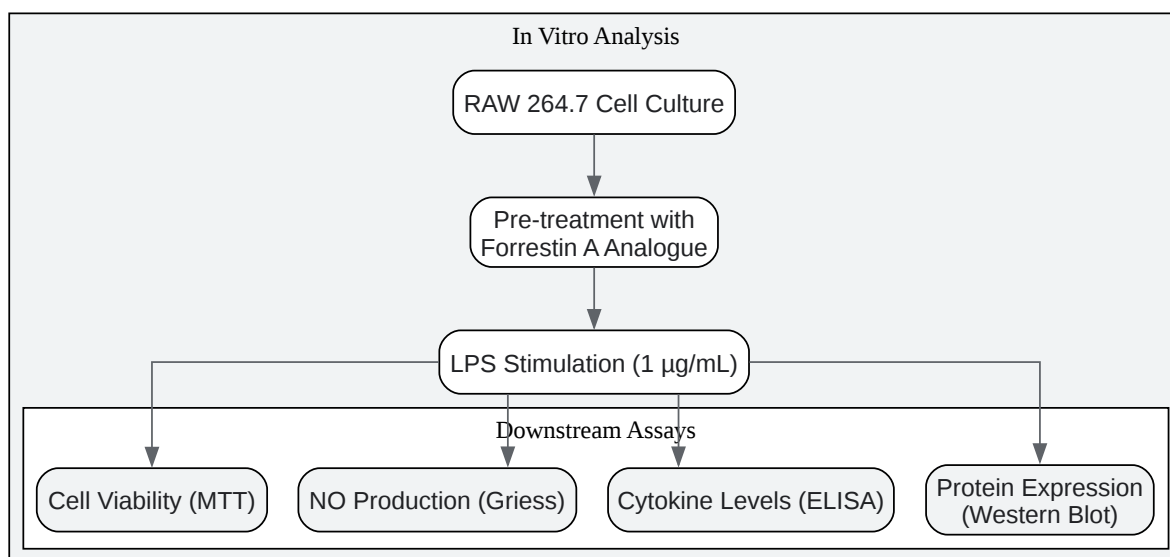 In Vitro Analysis
RAW 264.7 Cell Culture
Pre-treatment with
Forrestin A Analogue
LPS Stimulation (1 µg/mL)
Downstream Assays
Cell Viability (MTT)
NO Production (Griess)
Cytokine Levels (ELISA)
Protein Expression
(Western Blot)